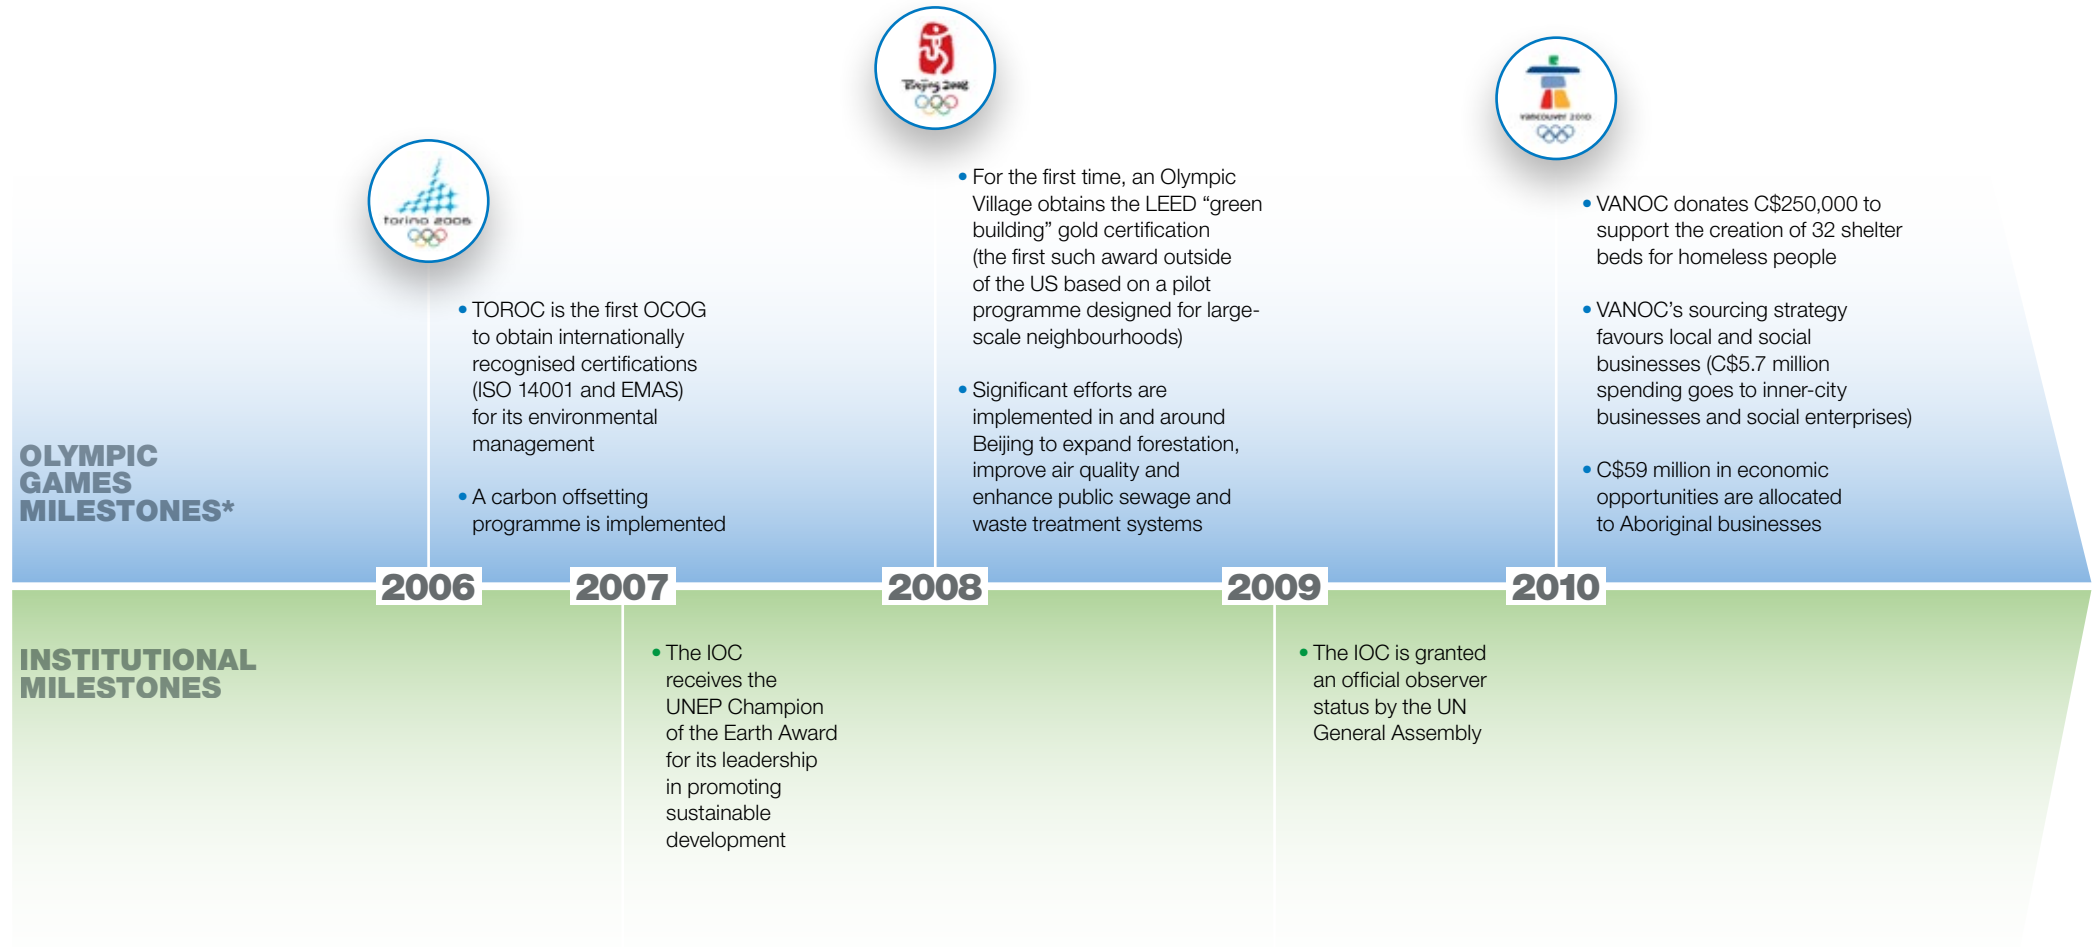 Beijing 2008
vancouver 2010
torino 2006
• For the first time, an Olympic
Village obtains the LEED “green
building” gold certification
(the first such award outside
of the US based on a pilot
programme designed for large-
scale neighbourhoods)
• Significant efforts are
implemented in and around
Beijing to expand forestation,
improve air quality and
enhance public sewage and
waste treatment systems
• VANOC donates C$250,000 to
support the creation of 32 shelter
beds for homeless people
• VANOC’s sourcing strategy
favours local and social
businesses (C$5.7 million
spending goes to inner-city
businesses and social enterprises)
• C$59 million in economic
opportunities are allocated
to Aboriginal businesses
• TOROC is the first OCOG
to obtain internationally
recognised certifications
(ISO 14001 and EMAS)
for its environmental
management
• A carbon offsetting
programme is implemented
OLYMPIC
GAMES
MILESTONES*
2006
2007
2008
2009
2010
INSTITUTIONAL
MILESTONES
• The IOC
receives the
UNEP Champion
of the Earth Award
for its leadership
in promoting
sustainable
development
• The IOC is granted
an official observer
status by the UN
General Assembly